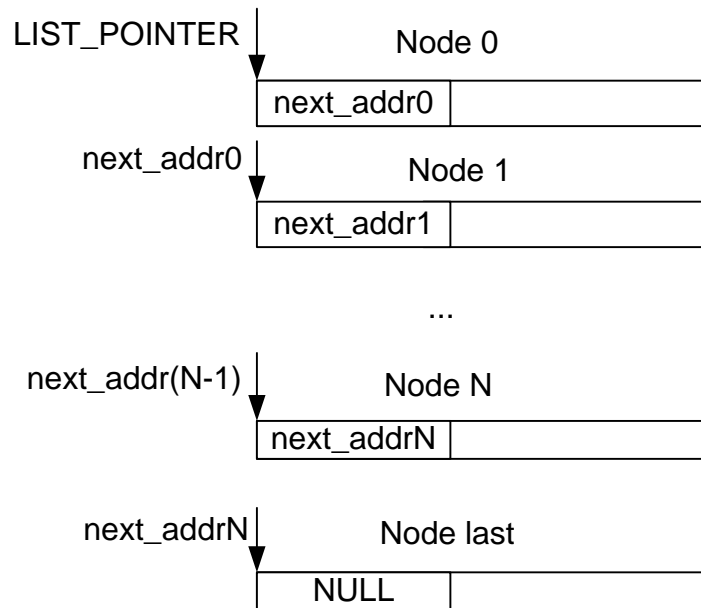 LIST_POINTER
Node 0
next_addr0
next_addr0
Node 1
next_addr1
...
next_addr(N-1)
Node N
next_addrN
next_addrN
Node last
NULL